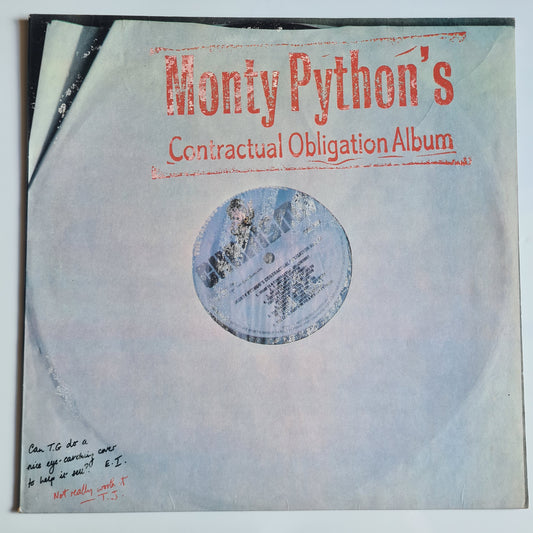 Monty Python's
Contractual Obligation Album
CHARISMA
Can T.G do a
nice eye-catching cover
to help it sell? E.I.
Not really worth it
T.J.